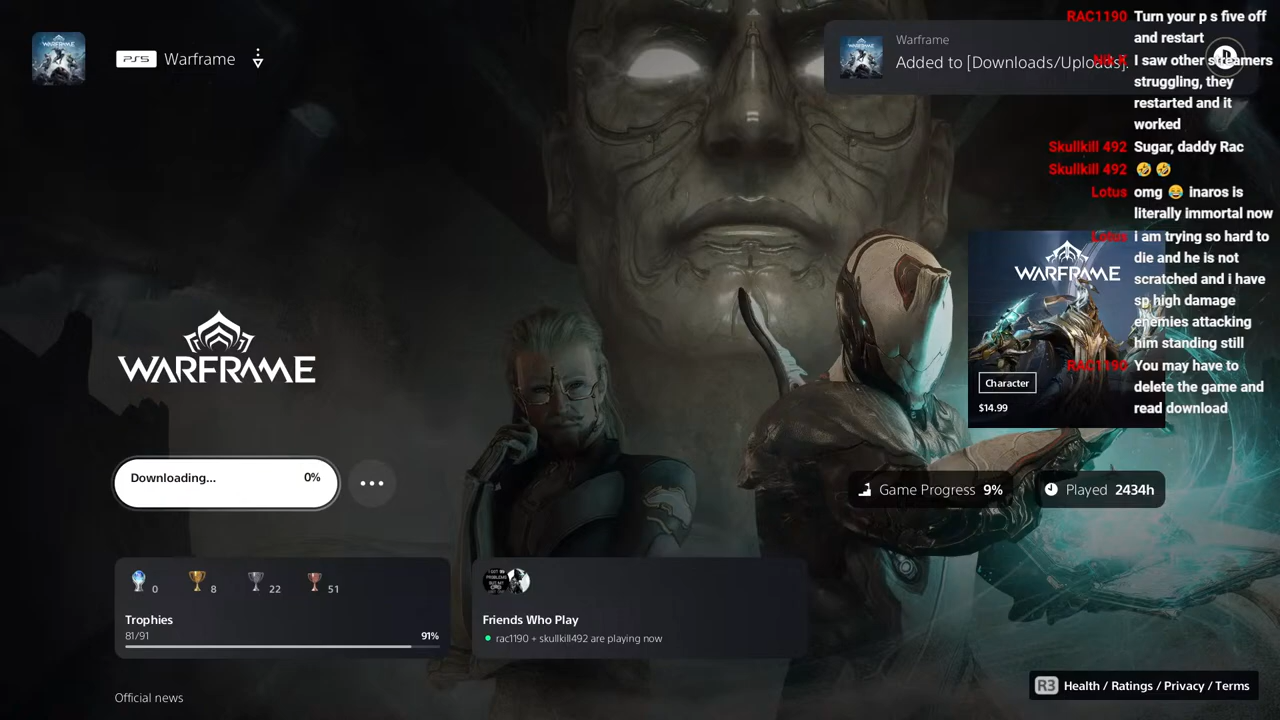 PS5 Warframe
Warframe
Added to [Downloads/Uploads].
RAC1190 Turn your p s five off
and restart
I saw other streamers
struggling, they
restarted and it
worked
Skullkill 492 Sugar, daddy Rac
Skullkill 492 🤣 🤣
Lotus omg 😂 inaros is
literally immortal now
Lotus i am trying so hard to
die and he is not
scratched and i have
sp high damage
enemies attacking
him standing still
RAC1190 You may have to
delete the game and
read download
WARFRAME
Character
$14.99
WARFRAME
Downloading... 0%
Game Progress 9%
Played 2434h
0 8 22 51
Trophies
81/91 91%
Friends Who Play
rac1190 + skullkill492 are playing now
Official news
R3 Health / Ratings / Privacy / Terms